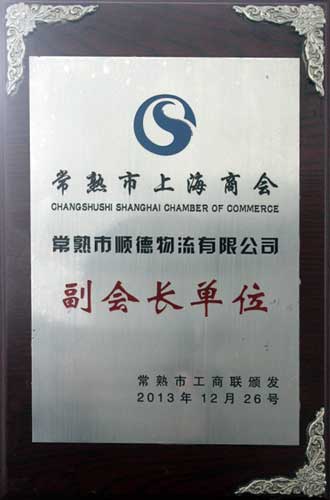 常熟市上海商会
CHANGSHUSHI SHANGHAI CHAMBER OF COMMERCE
常熟市顺德物流有限公司
副会长单位
常熟市工商联颁发
2013年12月26号